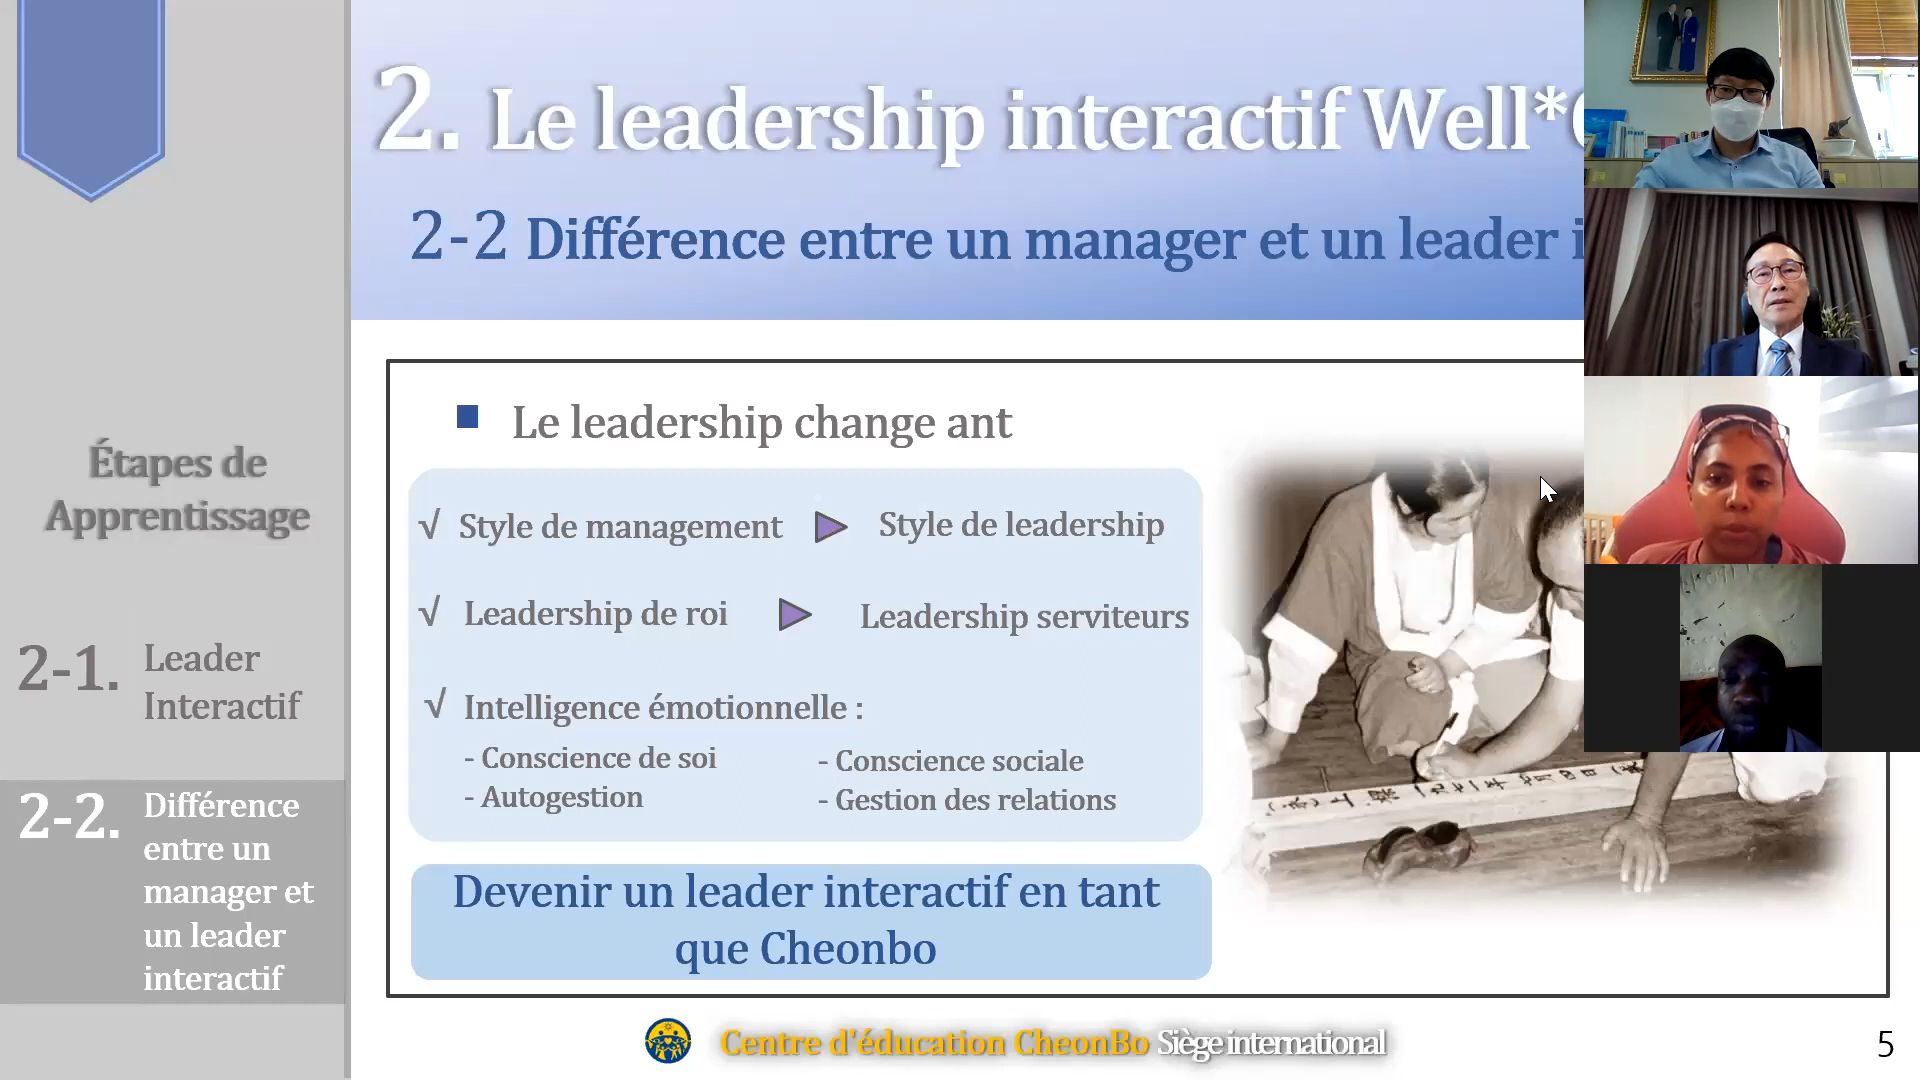 2. Le leadership interactif Well*
2-2 Différence entre un manager et un leader i
Étapes de
Apprentissage
2-1. Leader
Interactif
2-2. Différence
entre un
manager et
un leader
interactif
Le leadership change ant
√ Style de management ▶ Style de leadership
√ Leadership de roi ▶ Leadership serviteurs
√ Intelligence émotionnelle :
- Conscience de soi - Conscience sociale
- Autogestion - Gestion des relations
Devenir un leader interactif en tant
que Cheonbo
Centre d'éducation CheonBo Siège international
5